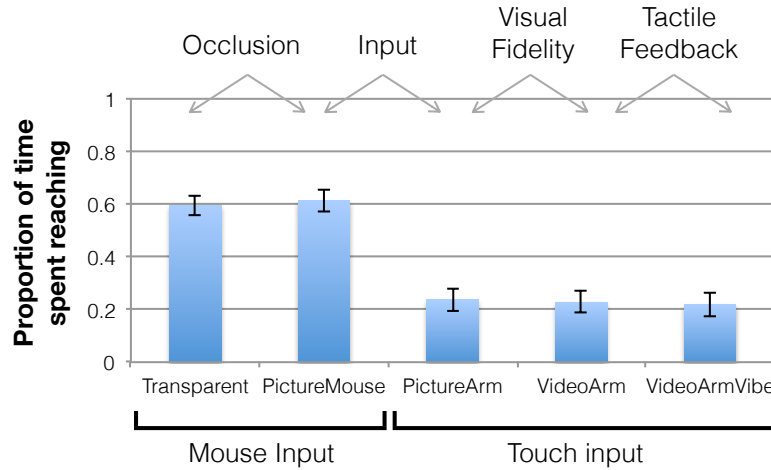 Occlusion
Input
Visual
Fidelity
Tactile
Feedback
Proportion of time
spent reaching
1
0.8
0.6
0.4
0.2
0
Transparent
PictureMouse
PictureArm
VideoArm
VideoArmVibe
Mouse Input
Touch input